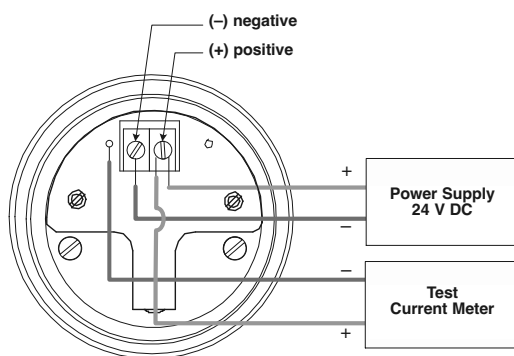 (–) negative
(+) positive
+
Power Supply
24 V DC
–
–
Test
Current Meter
+